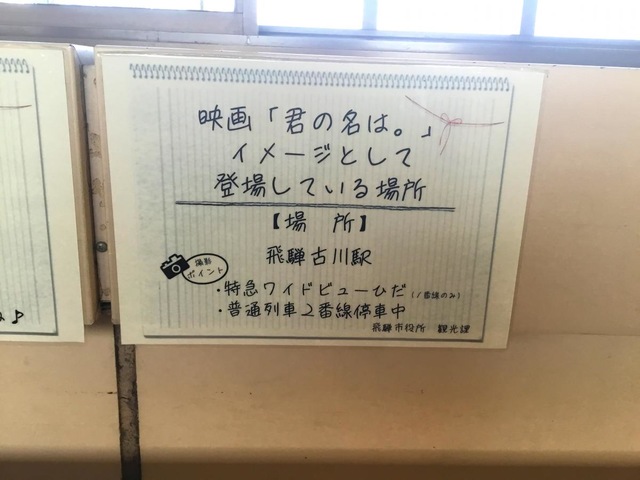 映画「君の名は。」
イメージとして
登場している場所
【場　所】
飛騨古川駅
撮影
ポイント
・特急ワイドビューひだ(1番線のみ)
・普通列車2番線停車中
飛騨市役所　観光課
♪